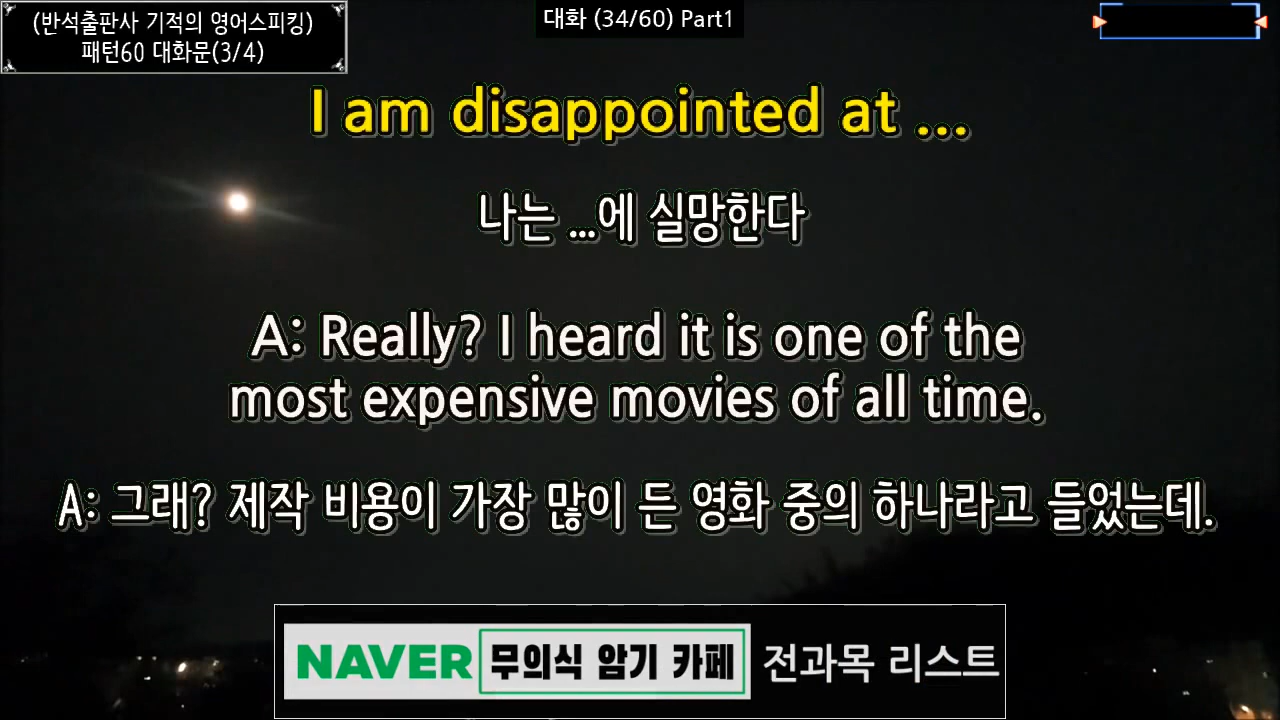 (반석출판사 기적의 영어스피킹)
패턴60 대화문(3/4)
대화 (34/60) Part1
I am disappointed at ...
나는 ...에 실망한다
A: Really? I heard it is one of the
most expensive movies of all time.
A: 그래? 제작 비용이 가장 많이 든 영화 중의 하나라고 들었는데.
NAVER 무의식 암기 카페 전과목 리스트